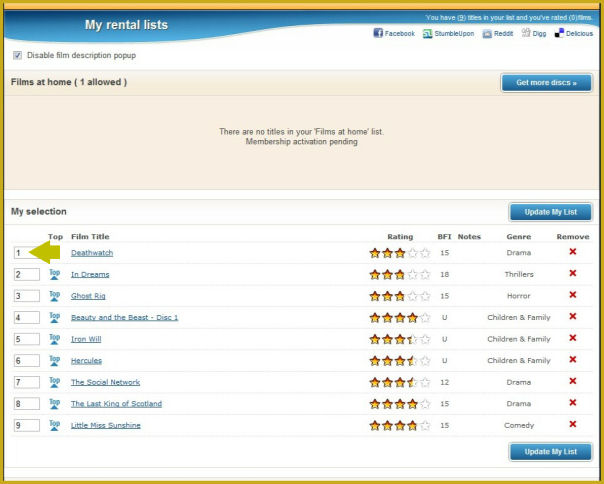 My rental lists
You have (9) titles in your list and you've rated (0)films.
Facebook StumbleUpon Reddit Digg Delicious
Disable film description popup
Films at home ( 1 allowed )
Get more discs »
There are no titles in your 'Films at home' list.
Membership activation pending
My selection
Update My List
Top Film Title Rating BFI Notes Genre Remove
1 Deathwatch 15 Drama
2 Top In Dreams 18 Thrillers
3 Top Ghost Rig 15 Horror
4 Top Beauty and the Beast - Disc 1 U Children & Family
5 Top Iron Will U Children & Family
6 Top Hercules U Children & Family
7 Top The Social Network 12 Drama
8 Top The Last King of Scotland 15 Drama
9 Top Little Miss Sunshine 15 Comedy
Update My List